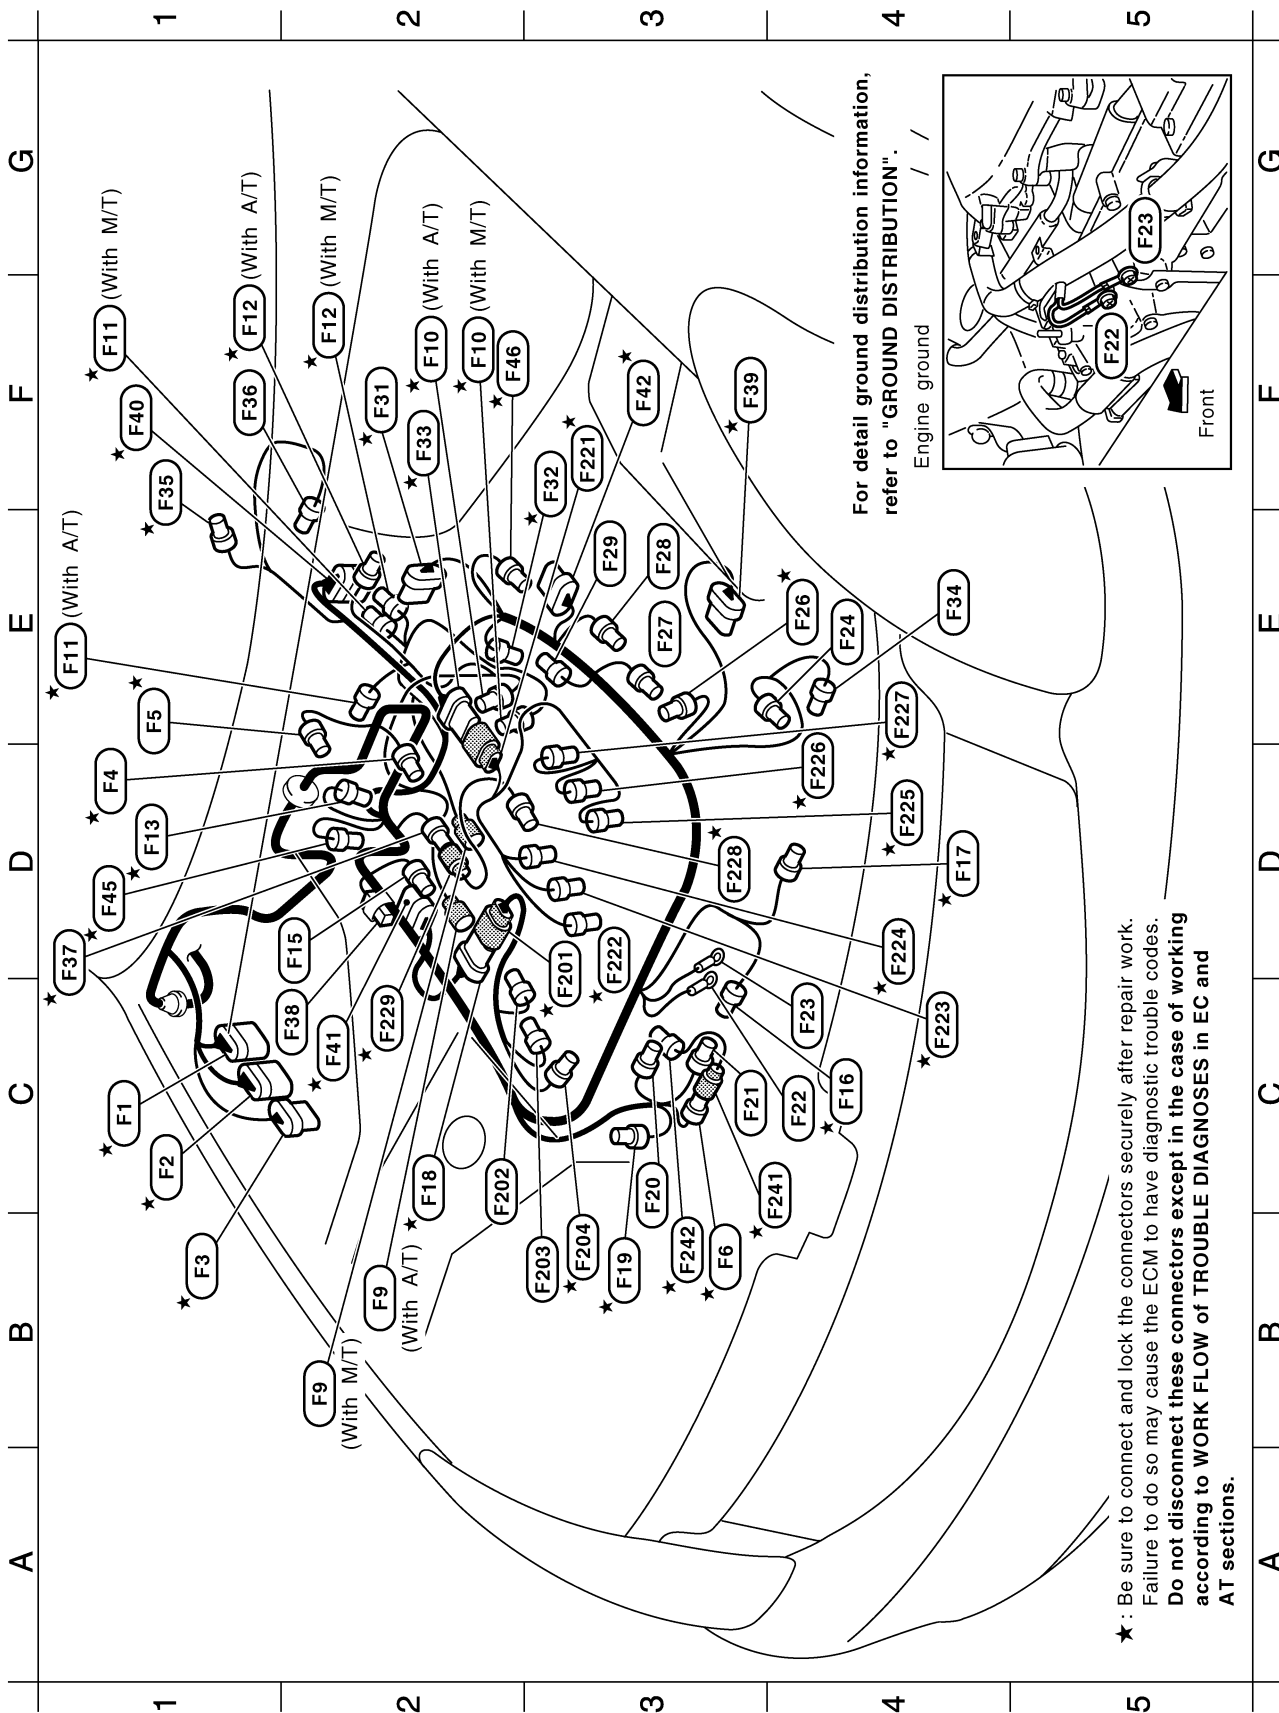 A
B
C
D
E
F
G
1
2
3
4
5
F11 (With M/T)
F12 (With A/T)
F12 (With M/T)
F10 (With A/T)
F10 (With M/T)
F40
F36
F31
F46
F42
F39
F35
F33
F221
F32
F11 (With A/T)
F29
F28
F27
F26
F24
F34
F5
F4
F13
F45
F37
F227
F226
F225
F228
F17
F15
F38
F41
F229
F201
F222
F224
F223
F23
F22
F16
F21
F1
F2
F3
F18
F202
F203
F204
F20
F19
F242
F241
F6
F9
(With A/T)
F9
(With M/T)
For detail ground distribution information,
refer to "GROUND DISTRIBUTION".
Engine ground
F23
F22
Front
★: Be sure to connect and lock the connectors securely after repair work.
Failure to do so may cause the ECM to have diagnostic trouble codes.
Do not disconnect these connectors except in the case of working
according to WORK FLOW of TROUBLE DIAGNOSES in EC and
AT sections.
1
2
3
4
5
A
B
C
D
E
F
G